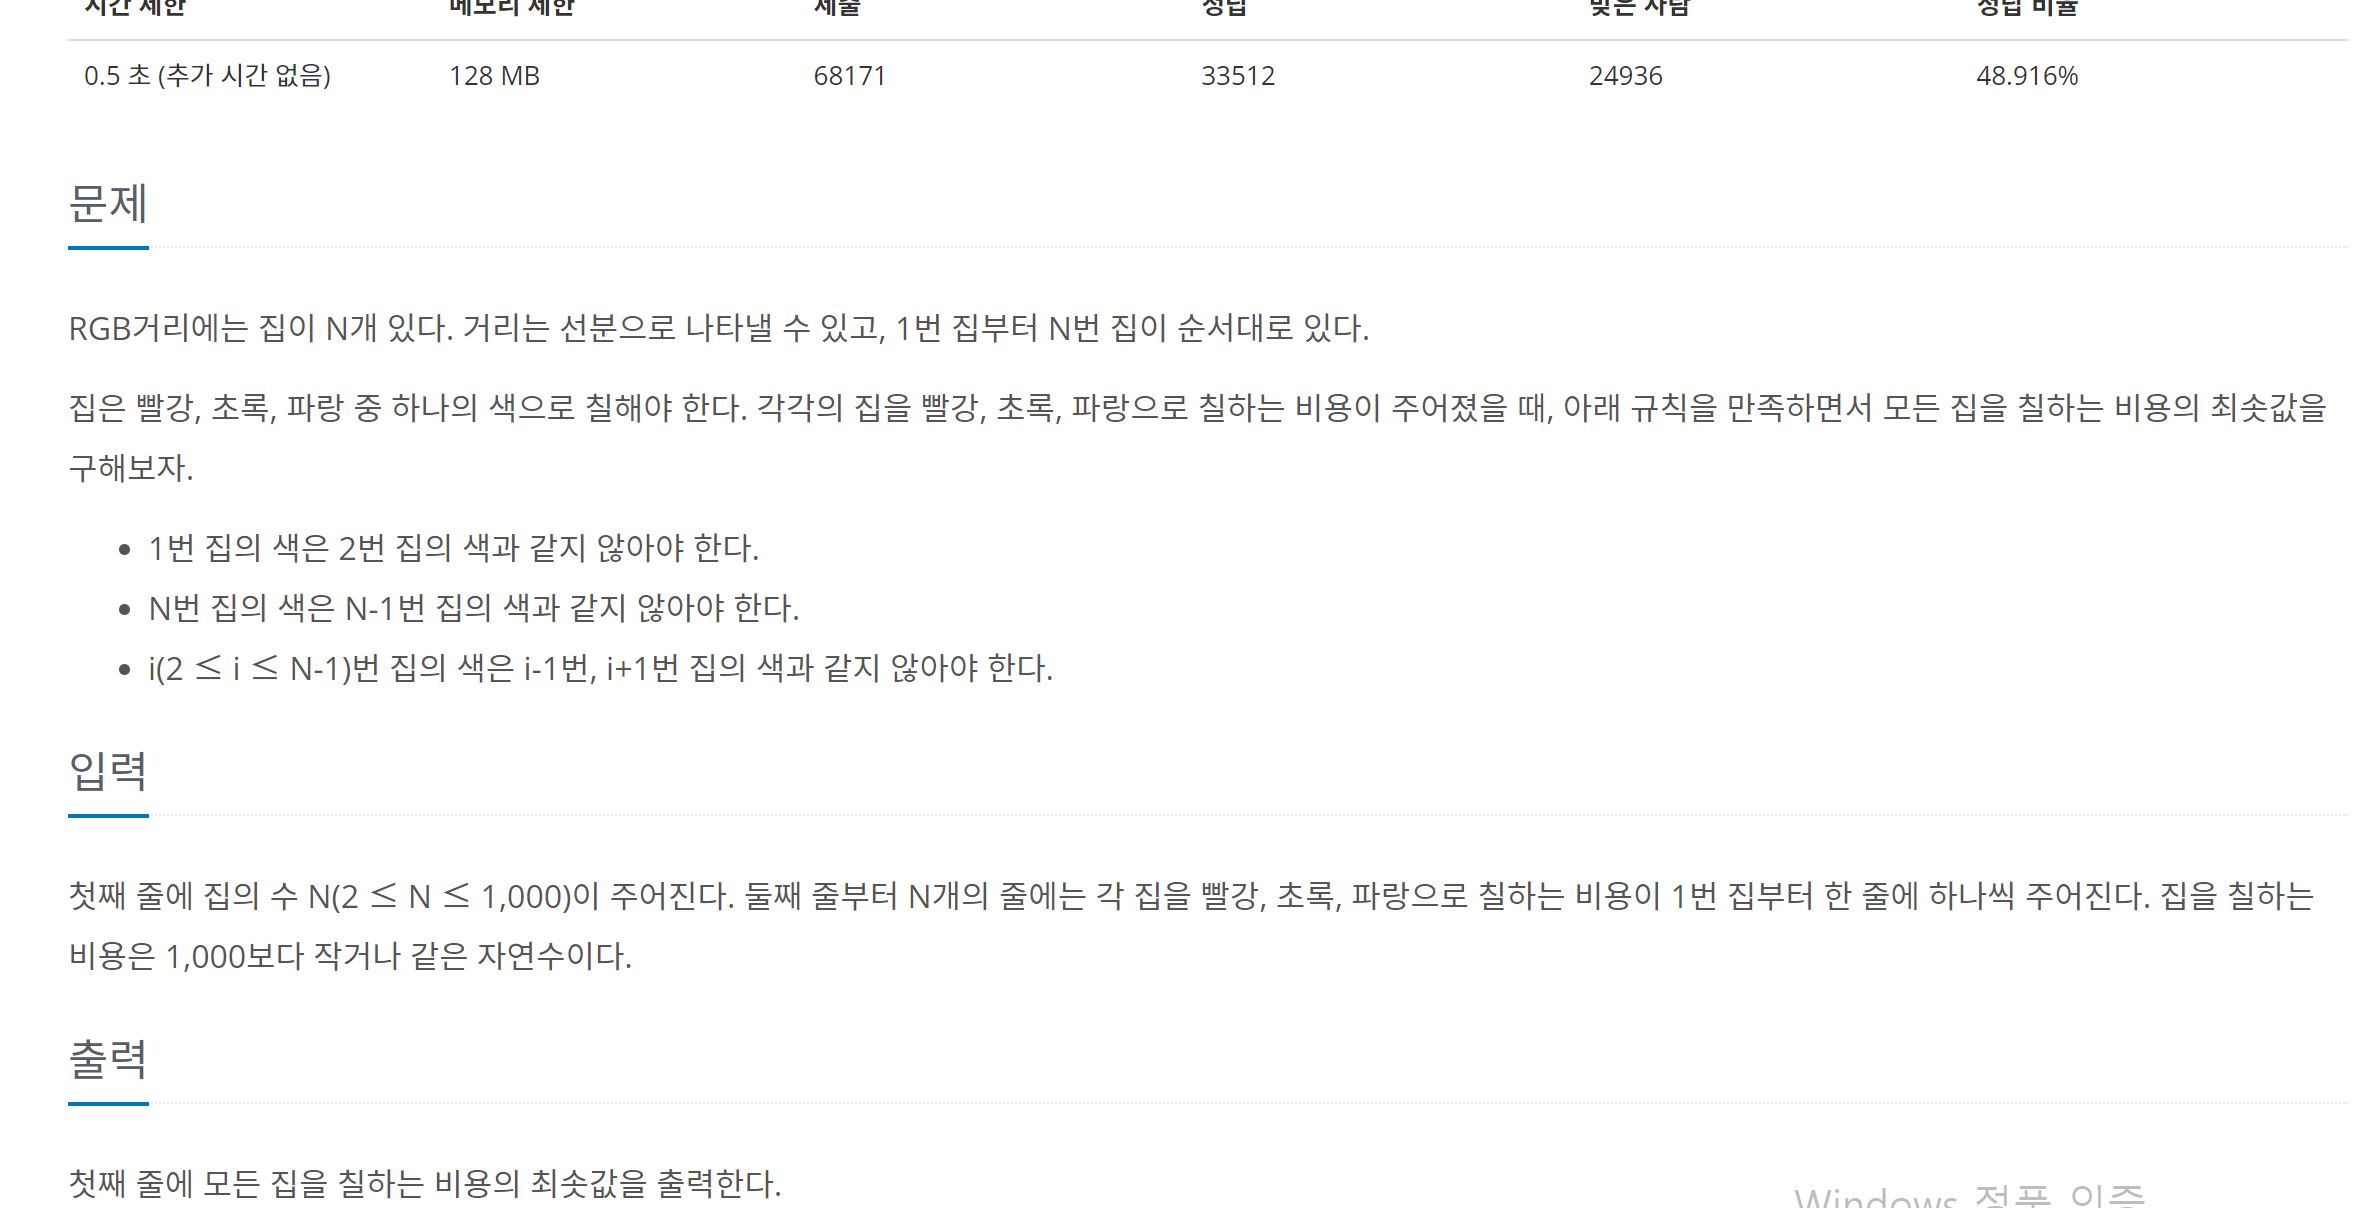 시간 제한 메모리 제한 제출 정답 맞은 사람 정답 비율
0.5 초 (추가 시간 없음) 128 MB 68171 33512 24936 48.916%
문제
RGB거리에는 집이 N개 있다. 거리는 선분으로 나타낼 수 있고, 1번 집부터 N번 집이 순서대로 있다.
집은 빨강, 초록, 파랑 중 하나의 색으로 칠해야 한다. 각각의 집을 빨강, 초록, 파랑으로 칠하는 비용이 주어졌을 때, 아래 규칙을 만족하면서 모든 집을 칠하는 비용의 최솟값을
구해보자.
• 1번 집의 색은 2번 집의 색과 같지 않아야 한다.
• N번 집의 색은 N-1번 집의 색과 같지 않아야 한다.
• i(2 ≤ i ≤ N-1)번 집의 색은 i-1번, i+1번 집의 색과 같지 않아야 한다.
입력
첫째 줄에 집의 수 N(2 ≤ N ≤ 1,000)이 주어진다. 둘째 줄부터 N개의 줄에는 각 집을 빨강, 초록, 파랑으로 칠하는 비용이 1번 집부터 한 줄에 하나씩 주어진다. 집을 칠하는
비용은 1,000보다 작거나 같은 자연수이다.
출력
첫째 줄에 모든 집을 칠하는 비용의 최솟값을 출력한다.
Windows 정품 인증